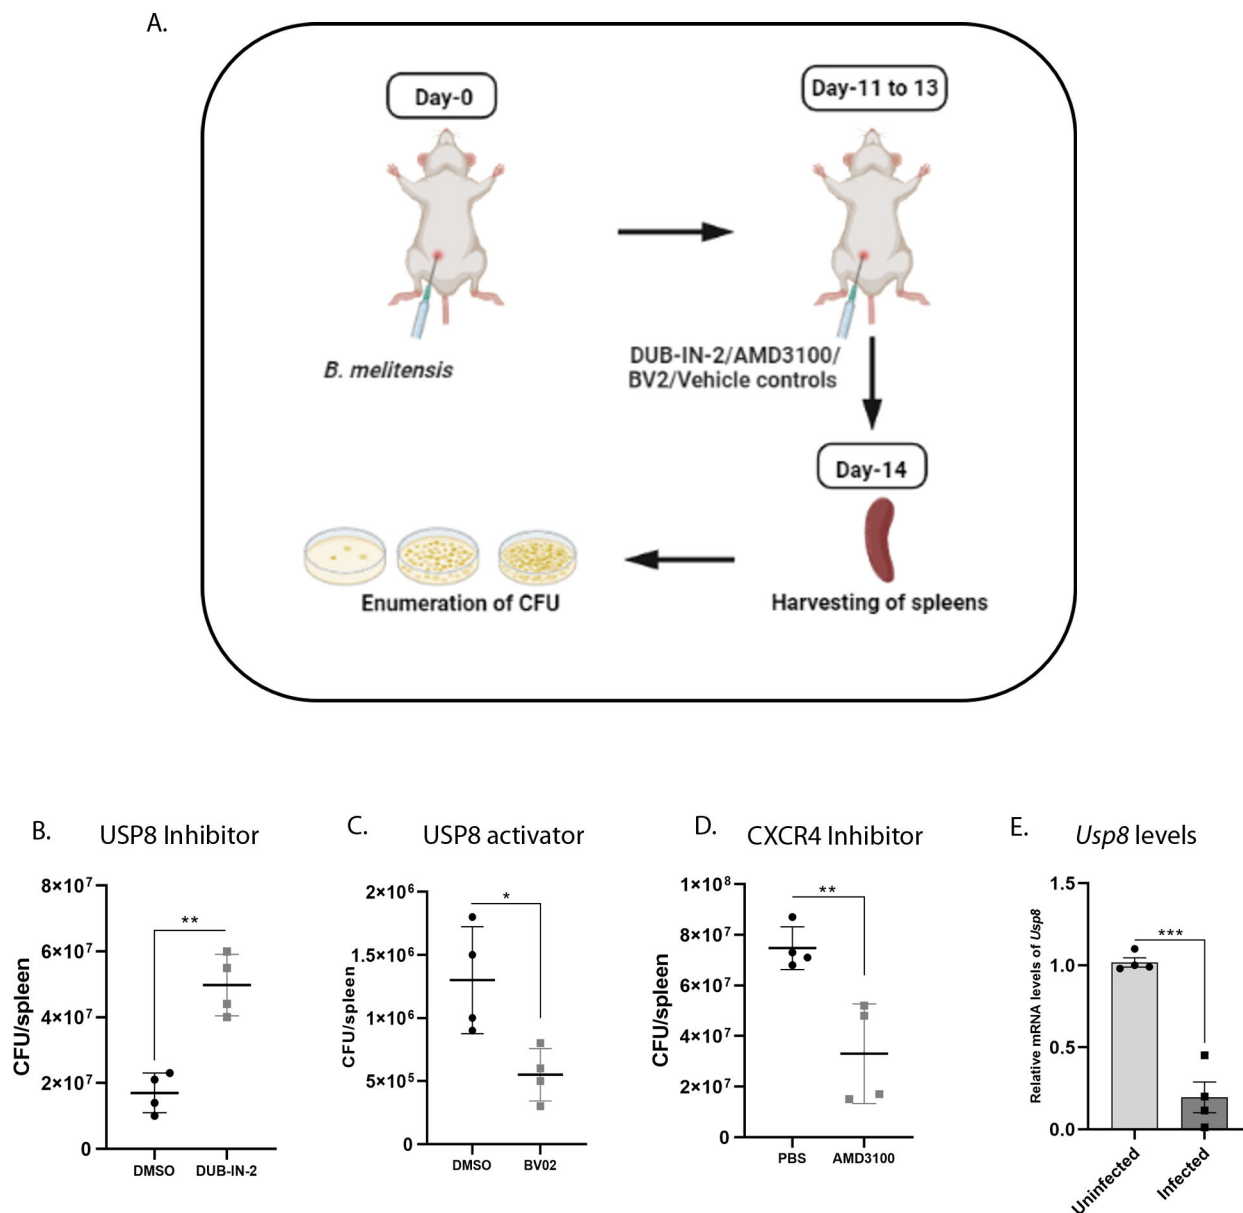 A.
Day-0
Day-11 to 13
B. melitensis
DUB-IN-2/AMD3100/
BV2/Vehicle controls
Day-14
Enumeration of CFU
Harvesting of spleens
B.
USP8 Inhibitor
8×10⁷
6×10⁷
4×10⁷
2×10⁷
0
CFU/spleen
**
DMSO
DUB-IN-2
C.
USP8 activator
2×10⁶
1.5×10⁶
1×10⁶
5×10⁵
0
CFU/spleen
*
DMSO
BV02
D.
CXCR4 Inhibitor
1×10⁸
8×10⁷
6×10⁷
4×10⁷
2×10⁷
0
CFU/spleen
**
PBS
AMD3100
E.
Usp8 levels
1.5
1.0
0.5
0.0
Relative mRNA levels of Usp8
***
Uninfected
Infected